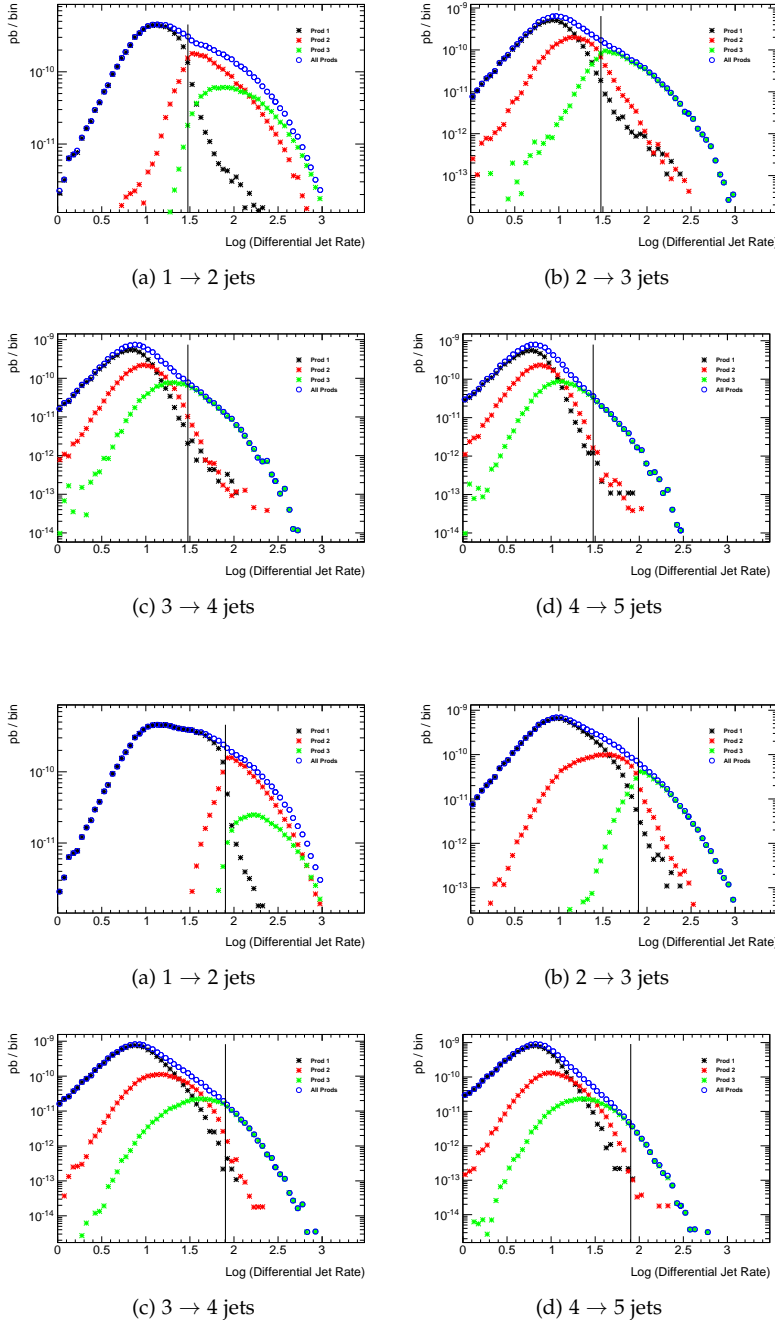 pb / bin
10⁻¹⁰
10⁻¹¹
Prod 1
Prod 2
Prod 3
All Prods
0 0.5 1 1.5 2 2.5 3
Log (Differential Jet Rate)
(a) 1 → 2 jets
pb / bin
10⁻⁹
10⁻¹⁰
10⁻¹¹
10⁻¹²
10⁻¹³
Prod 1
Prod 2
Prod 3
All Prods
0 0.5 1 1.5 2 2.5 3
Log (Differential Jet Rate)
(b) 2 → 3 jets
pb / bin
10⁻⁹
10⁻¹⁰
10⁻¹¹
10⁻¹²
10⁻¹³
10⁻¹⁴
Prod 1
Prod 2
Prod 3
All Prods
0 0.5 1 1.5 2 2.5 3
Log (Differential Jet Rate)
(c) 3 → 4 jets
pb / bin
10⁻⁹
10⁻¹⁰
10⁻¹¹
10⁻¹²
10⁻¹³
10⁻¹⁴
Prod 1
Prod 2
Prod 3
All Prods
0 0.5 1 1.5 2 2.5 3
Log (Differential Jet Rate)
(d) 4 → 5 jets
pb / bin
10⁻¹⁰
10⁻¹¹
Prod 1
Prod 2
Prod 3
All Prods
0 0.5 1 1.5 2 2.5 3
Log (Differential Jet Rate)
(a) 1 → 2 jets
pb / bin
10⁻⁹
10⁻¹⁰
10⁻¹¹
10⁻¹²
10⁻¹³
Prod 1
Prod 2
Prod 3
All Prods
0 0.5 1 1.5 2 2.5 3
Log (Differential Jet Rate)
(b) 2 → 3 jets
pb / bin
10⁻⁹
10⁻¹⁰
10⁻¹¹
10⁻¹²
10⁻¹³
10⁻¹⁴
Prod 1
Prod 2
Prod 3
All Prods
0 0.5 1 1.5 2 2.5 3
Log (Differential Jet Rate)
(c) 3 → 4 jets
pb / bin
10⁻⁹
10⁻¹⁰
10⁻¹¹
10⁻¹²
10⁻¹³
10⁻¹⁴
Prod 1
Prod 2
Prod 3
All Prods
0 0.5 1 1.5 2 2.5 3
Log (Differential Jet Rate)
(d) 4 → 5 jets